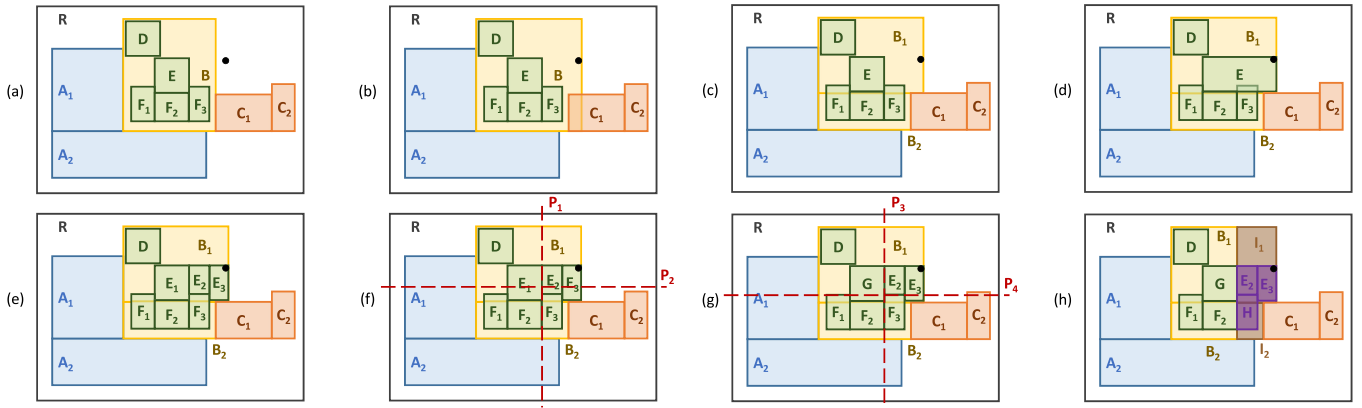 (a)
R
D
A₁
E
B
F₁
F₂
F₃
C₁
C₂
A₂
(b)
R
D
A₁
E
B
F₁
F₂
F₃
C₁
C₂
A₂
(c)
R
D
B₁
A₁
E
F₁
F₂
F₃
C₁
C₂
B₂
A₂
(d)
R
D
B₁
A₁
E
F₁
F₂
F₃
C₁
C₂
B₂
A₂
(e)
R
D
B₁
A₁
E₁
E₂
E₃
F₁
F₂
F₃
C₁
C₂
B₂
A₂
(f)
P₁
R
D
B₁
P₂
A₁
E₁
E₂
E₃
F₁
F₂
F₃
C₁
C₂
B₂
A₂
(g)
P₃
R
D
B₁
A₁
G
E₂
E₃
P₄
F₁
F₂
F₃
C₁
C₂
B₂
A₂
(h)
R
D
B₁
I₁
A₁
G
E₂
E₃
F₁
F₂
H
C₁
C₂
B₂
I₂
A₂